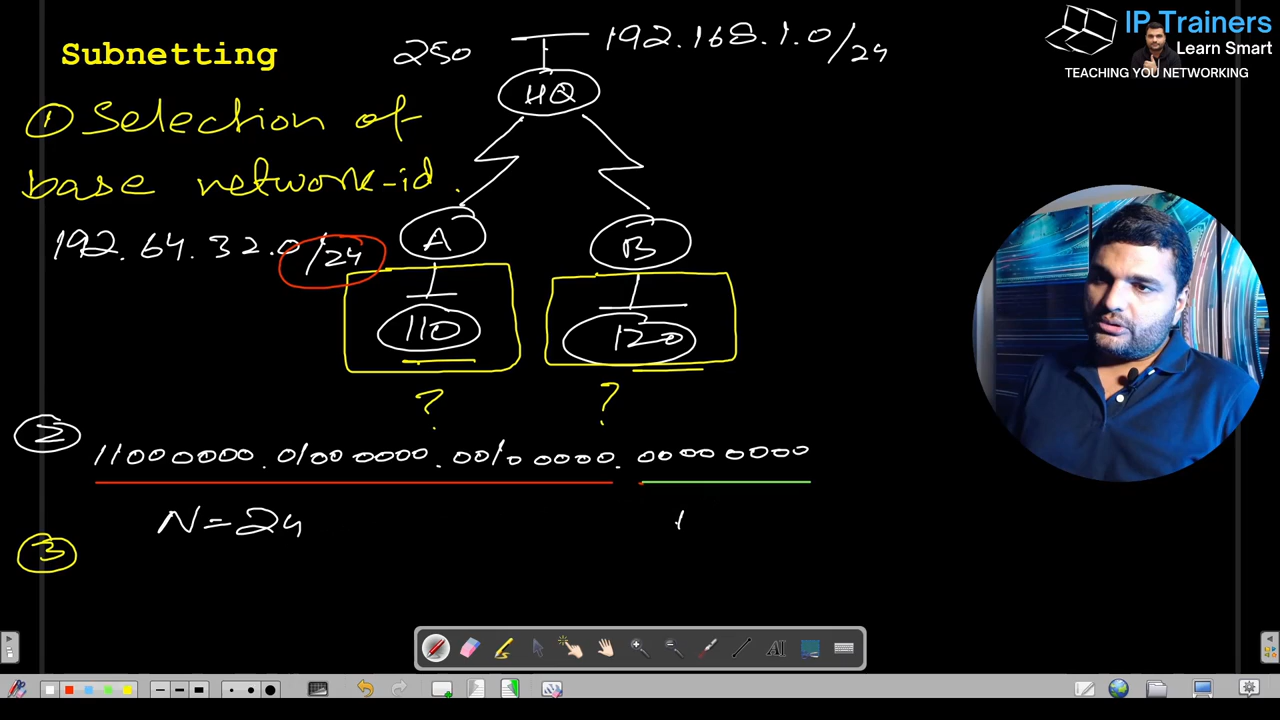 Subnetting
250
192.168.1.0/24
IP Trainers
Learn Smart
TEACHING YOU NETWORKING
HQ
① Selection of
base network-id.
192.64.32.0/24
A
B
110
120
?
?
②
11000000.01000000.00100000.00000000
N=24
③
AI